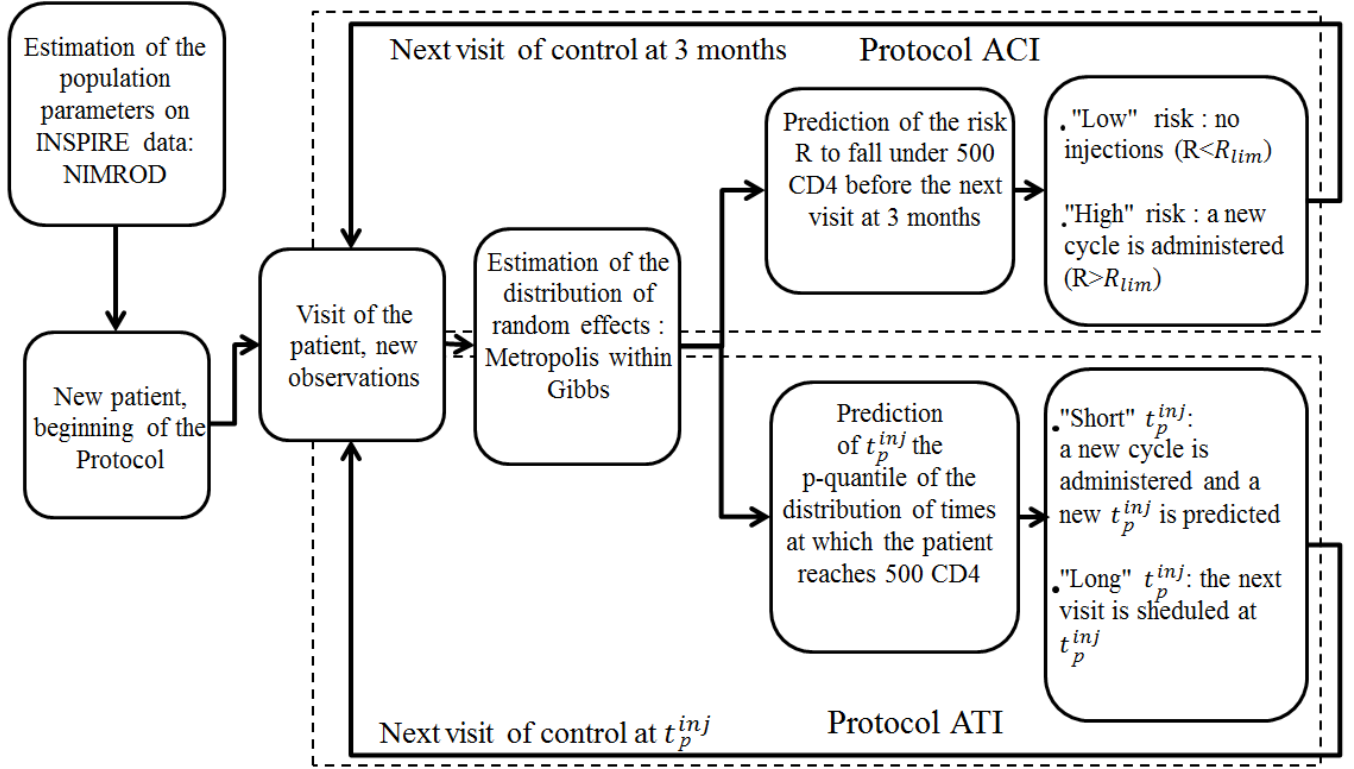 Estimation of the
population
parameters on
INSPIRE data:
NIMROD
New patient,
beginning of the
Protocol
Visit of the
patient, new
observations
Estimation of the
distribution of
random effects :
Metropolis within
Gibbs
Next visit of control at 3 months
Protocol ACI
Prediction of the risk
R to fall under 500
CD4 before the next
visit at 3 months
."Low" risk : no
injections (R<R_{lim})
."High" risk : a new
cycle is administered
(R>R_{lim})
Prediction
of t_p^{inj} the
p-quantile of the
distribution of times
at which the patient
reaches 500 CD4
."Short" t_p^{inj}:
a new cycle is
administered and a
new t_p^{inj} is predicted
."Long" t_p^{inj}: the next
visit is sheduled at
t_p^{inj}
Protocol ATI
Next visit of control at t_p^{inj}